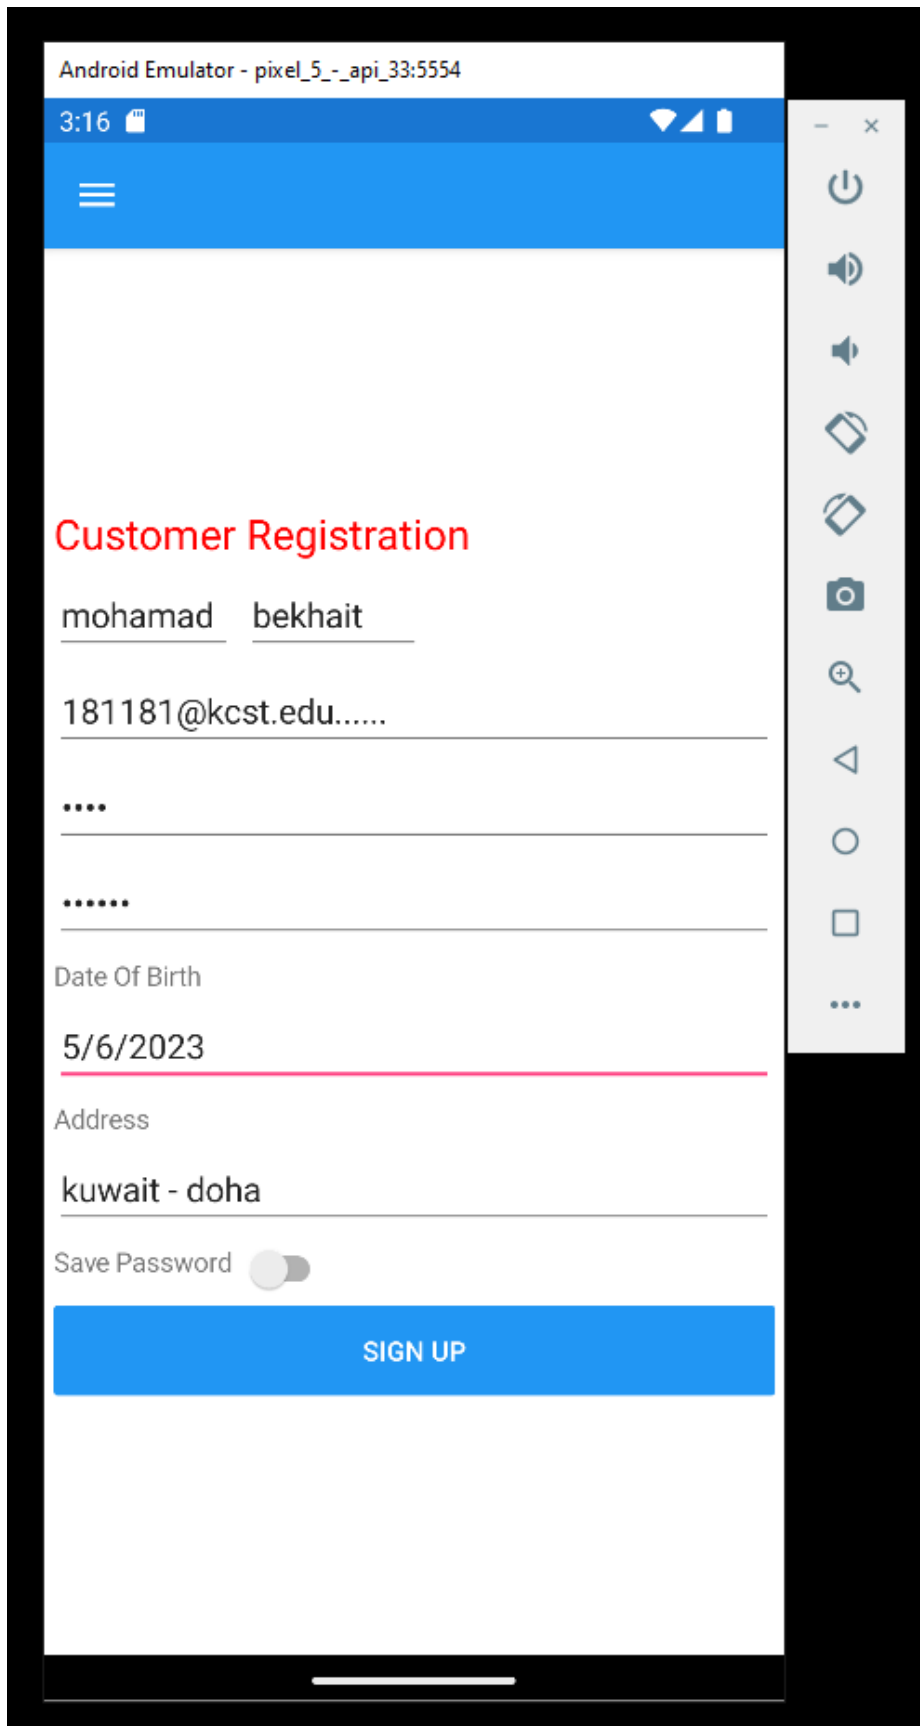 Android Emulator - pixel_5_-_api_33:5554
3:16
Customer Registration
mohamad bekhait
181181@kcst.edu......
••••
••••••
Date Of Birth
5/6/2023
Address
kuwait - doha
Save Password
SIGN UP